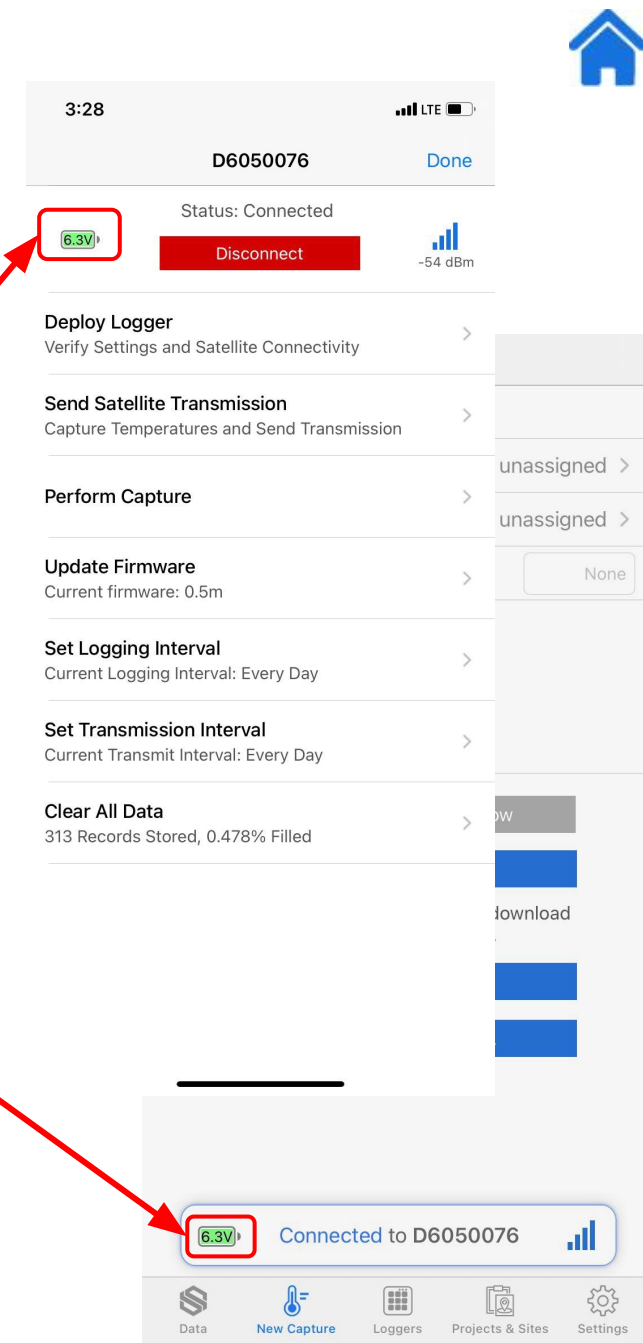 3:28
LTE
D6050076
Done
Status: Connected
6.3V
Disconnect
-54 dBm
Deploy Logger
Verify Settings and Satellite Connectivity
Send Satellite Transmission
Capture Temperatures and Send Transmission
Perform Capture
Update Firmware
Current firmware: 0.5m
Set Logging Interval
Current Logging Interval: Every Day
Set Transmission Interval
Current Transmit Interval: Every Day
Clear All Data
313 Records Stored, 0.478% Filled
unassigned
unassigned
None
download
6.3V
Connected to D6050076
Data
New Capture
Loggers
Projects & Sites
Settings